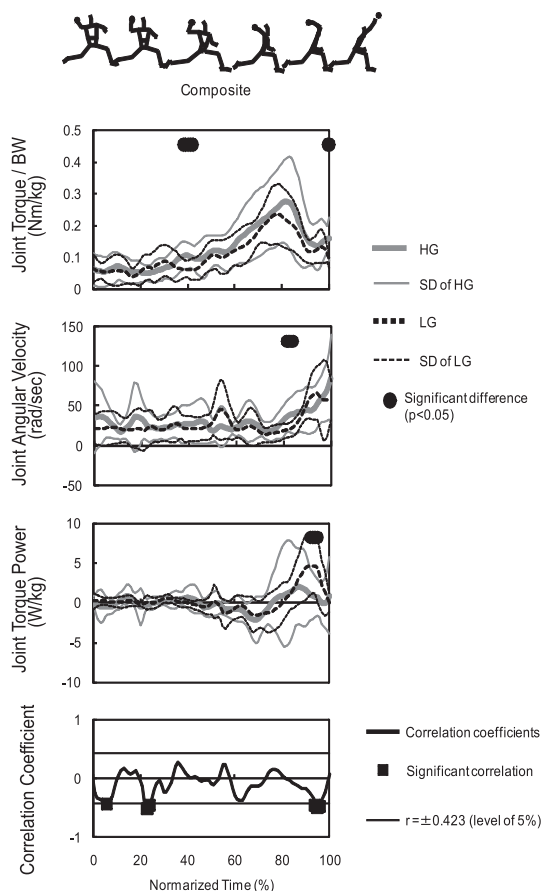 Composite
Joint Torque / BW
(Nm/kg)
0.5
0.4
0.3
0.2
0.1
0
HG
SD of HG
LG
SD of LG
Significant difference
(p<0.05)
Joint Angular Velocity
(rad/sec)
150
100
50
0
-50
Joint Torque Power
(W/kg)
10
5
0
-5
-10
Correlation Coefficient
1
0
-1
Correlation coefficients
Significant correlation
r=±0.423 (level of 5%)
0 20 40 60 80 100
Normarized Time (%)